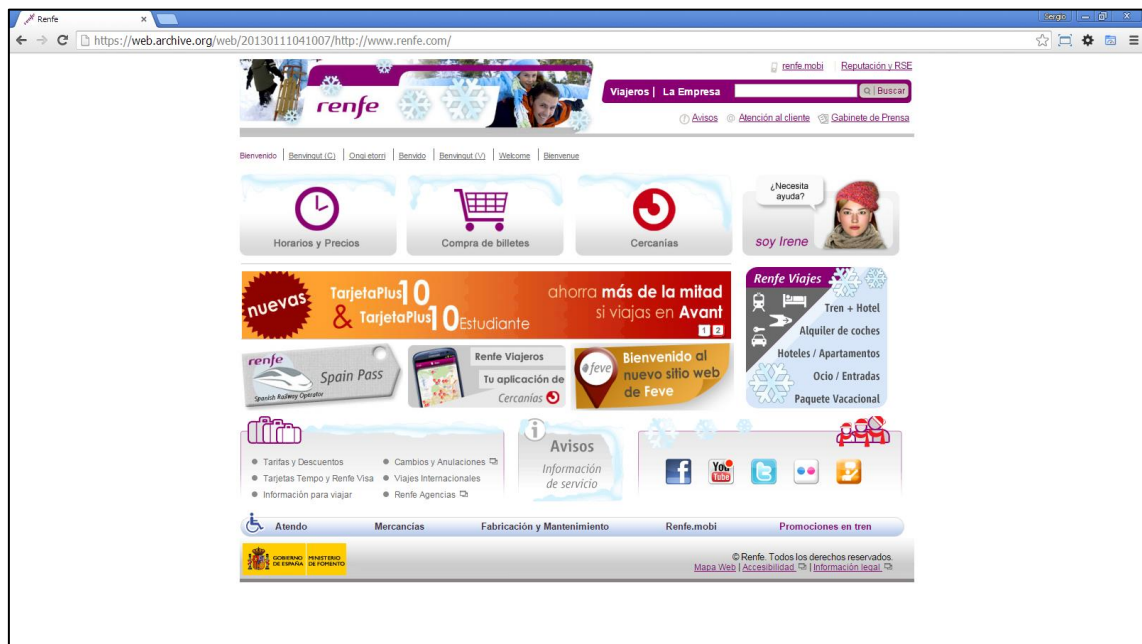 Renfe
Sergio
https://web.archive.org/web/20130111041007/http://www.renfe.com/
renfe
renfe.mobi Reputación y RSE
Viajeros | La Empresa Buscar
Avisos Atención al cliente Gabinete de Prensa
Bienvenido Benvingut (C) Ongi etorri Benvido Benvingut (V) Welcome Bienvenue
Horarios y Precios
Compra de billetes
Cercanías
¿Necesita
ayuda?
soy Irene
nuevas
TarjetaPlus10
& TarjetaPlus10Estudiante
ahorra más de la mitad
si viajas en Avant
1 2
Renfe Viajes
Tren + Hotel
Alquiler de coches
Hoteles / Apartamentos
Ocio / Entradas
Paquete Vacacional
renfe
Spain Pass
Spanish Railway Operator
Renfe Viajeros
Tu aplicación de
Cercanías
feve
Bienvenido al
nuevo sitio web
de Feve
Tarifas y Descuentos
Tarjetas Tempo y Renfe Visa
Información para viajar
Cambios y Anulaciones
Viajes Internacionales
Renfe Agencias
i
Avisos
Información
de servicio
f
You
Tube
t
Atendo Mercancías Fabricación y Mantenimiento Renfe.mobi Promociones en tren
GOBIERNO DE ESPAÑA
MINISTERIO DE FOMENTO
© Renfe. Todos los derechos reservados.
Mapa Web | Accesibilidad | Información legal